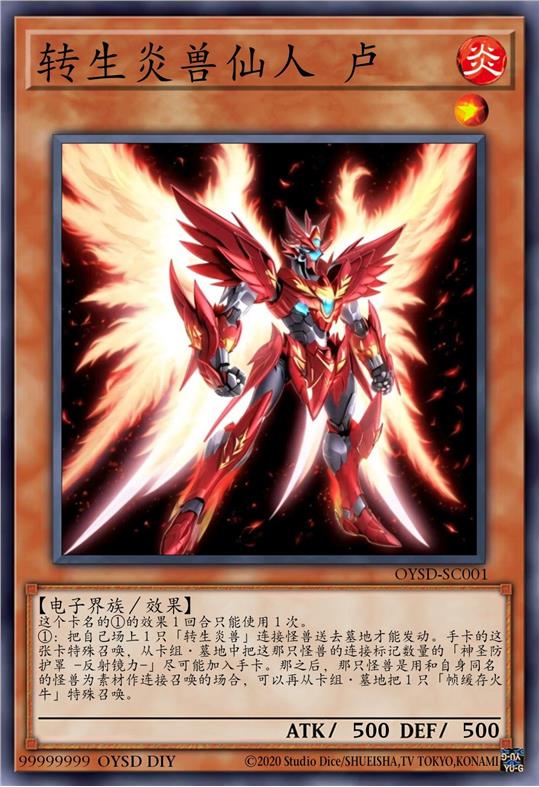 转生炎兽仙人 卢
炎
OYSD-SC001
【电子界族／效果】
这个卡名的①的效果1回合只能使用1次。
①：把自己场上1只「转生炎兽」连接怪兽送去墓地才能发动。手卡的这
张卡特殊召唤，从卡组·墓地中把这那只怪兽的连接标记数量的「神圣防
护罩 -反射镜力-」尽可能加入手卡。那之后，那只怪兽是用和自身同名
的怪兽为素材作连接召唤的场合，可以再从卡组·墓地把1只「帧缓存火
牛」特殊召唤。
ATK/ 500 DEF/ 500
99999999 OYSD DIY ©2020 Studio Dice/SHUEISHA,TV TOKYO,KONAMI